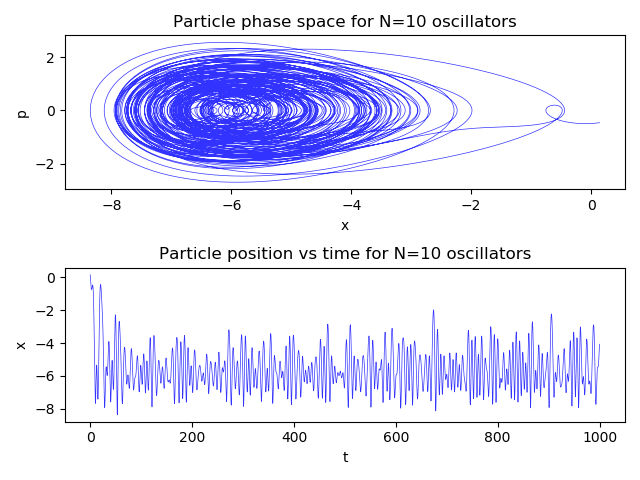 Particle phase space for N=10 oscillators
2
0
−2
p
−8 −6 −4 −2 0
x
Particle position vs time for N=10 oscillators
0
−2
−4
−6
−8
x
0 200 400 600 800 1000
t